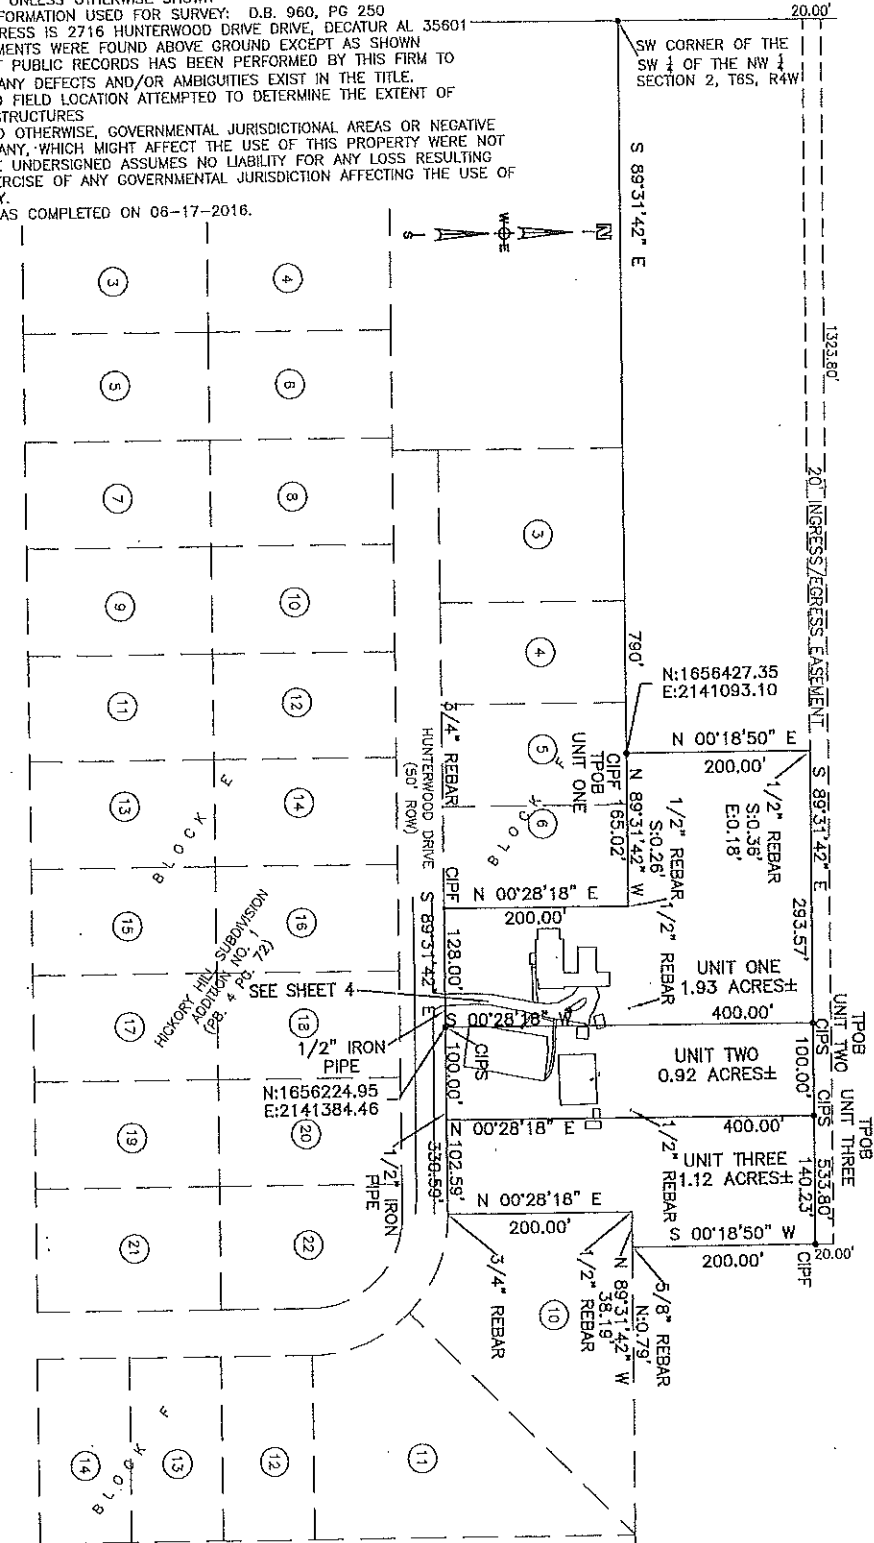 UNLESS OTHERWISE SHOWN
FORMATION USED FOR SURVEY: D.B. 960, PG 250
RESS IS 2716 HUNTERWOOD DRIVE DRIVE, DECATUR AL 35601
MENTS WERE FOUND ABOVE GROUND EXCEPT AS SHOWN
T PUBLIC RECORDS HAS BEEN PERFORMED BY THIS FIRM TO
ANY DEFECTS AND/OR AMBIGUITIES EXIST IN THE TITLE.
D FIELD LOCATION ATTEMPTED TO DETERMINE THE EXTENT OF
STRUCTURES
D OTHERWISE, GOVERNMENTAL JURISDICTIONAL AREAS OR NEGATIVE
ANY, WHICH MIGHT AFFECT THE USE OF THIS PROPERTY WERE NOT
E UNDERSIGNED ASSUMES NO LIABILITY FOR ANY LOSS RESULTING
ERCISE OF ANY GOVERNMENTAL JURISDICTION AFFECTING THE USE OF
Y.
AS COMPLETED ON 06-17-2016.
20.00'
SW CORNER OF THE
SW ¼ OF THE NW ¼
SECTION 2, T6S, R4W
S 89°31'42" E
1323.80'
20' INGRESS/EGRESS EASEMENT
N
W
E
S
790'
N:1656427.35
E:2141093.10
N 00°18'50" E
200.00'
1/2" REBAR
S:0.36'
E:0.18'
S 89°31'42" E
293.57'
CIPF
TPOB
UNIT ONE
165.02'
N 89°31'42" W
1/2" REBAR
S:0.26'
3/4" REBAR
HUNTERWOOD DRIVE
(50' ROW)
CIPF
N 00°28'18" E
200.00'
1/2" REBAR
1/2" REBAR
UNIT ONE
1.93 ACRES±
400.00'
TPOB
UNIT TWO
CIPS
128.00'
S 89°31'42" E
SEE SHEET 4
S 00°28'18" W
CIPS
UNIT TWO
0.92 ACRES±
100.00'
1/2" IRON
PIPE
N:1656224.95
E:2141384.46
100.00'
N 00°28'18" E
400.00'
TPOB
UNIT THREE
CIPS
1/2" REBAR
UNIT THREE
1.12 ACRES±
533.80'
140.23'
1/2" IRON
PIPE
330.59'
102.59'
N 00°28'18" E
200.00'
S 00°18'50" W
200.00'
CIPF
20.00'
3/4" REBAR
1/2" REBAR
N 89°31'42" W
38.19'
5/8" REBAR
N:0.79'
BLOCK F
3
4
5
6
10
11
12
13
14
BLOCK F
BLOCK E
3
4
5
6
7
8
9
10
11
12
13
14
15
16
17
18
19
20
21
22
HICKORY HILL SUBDIVISION
ADDITION NO. 1
(PB. 4 PG. 72)